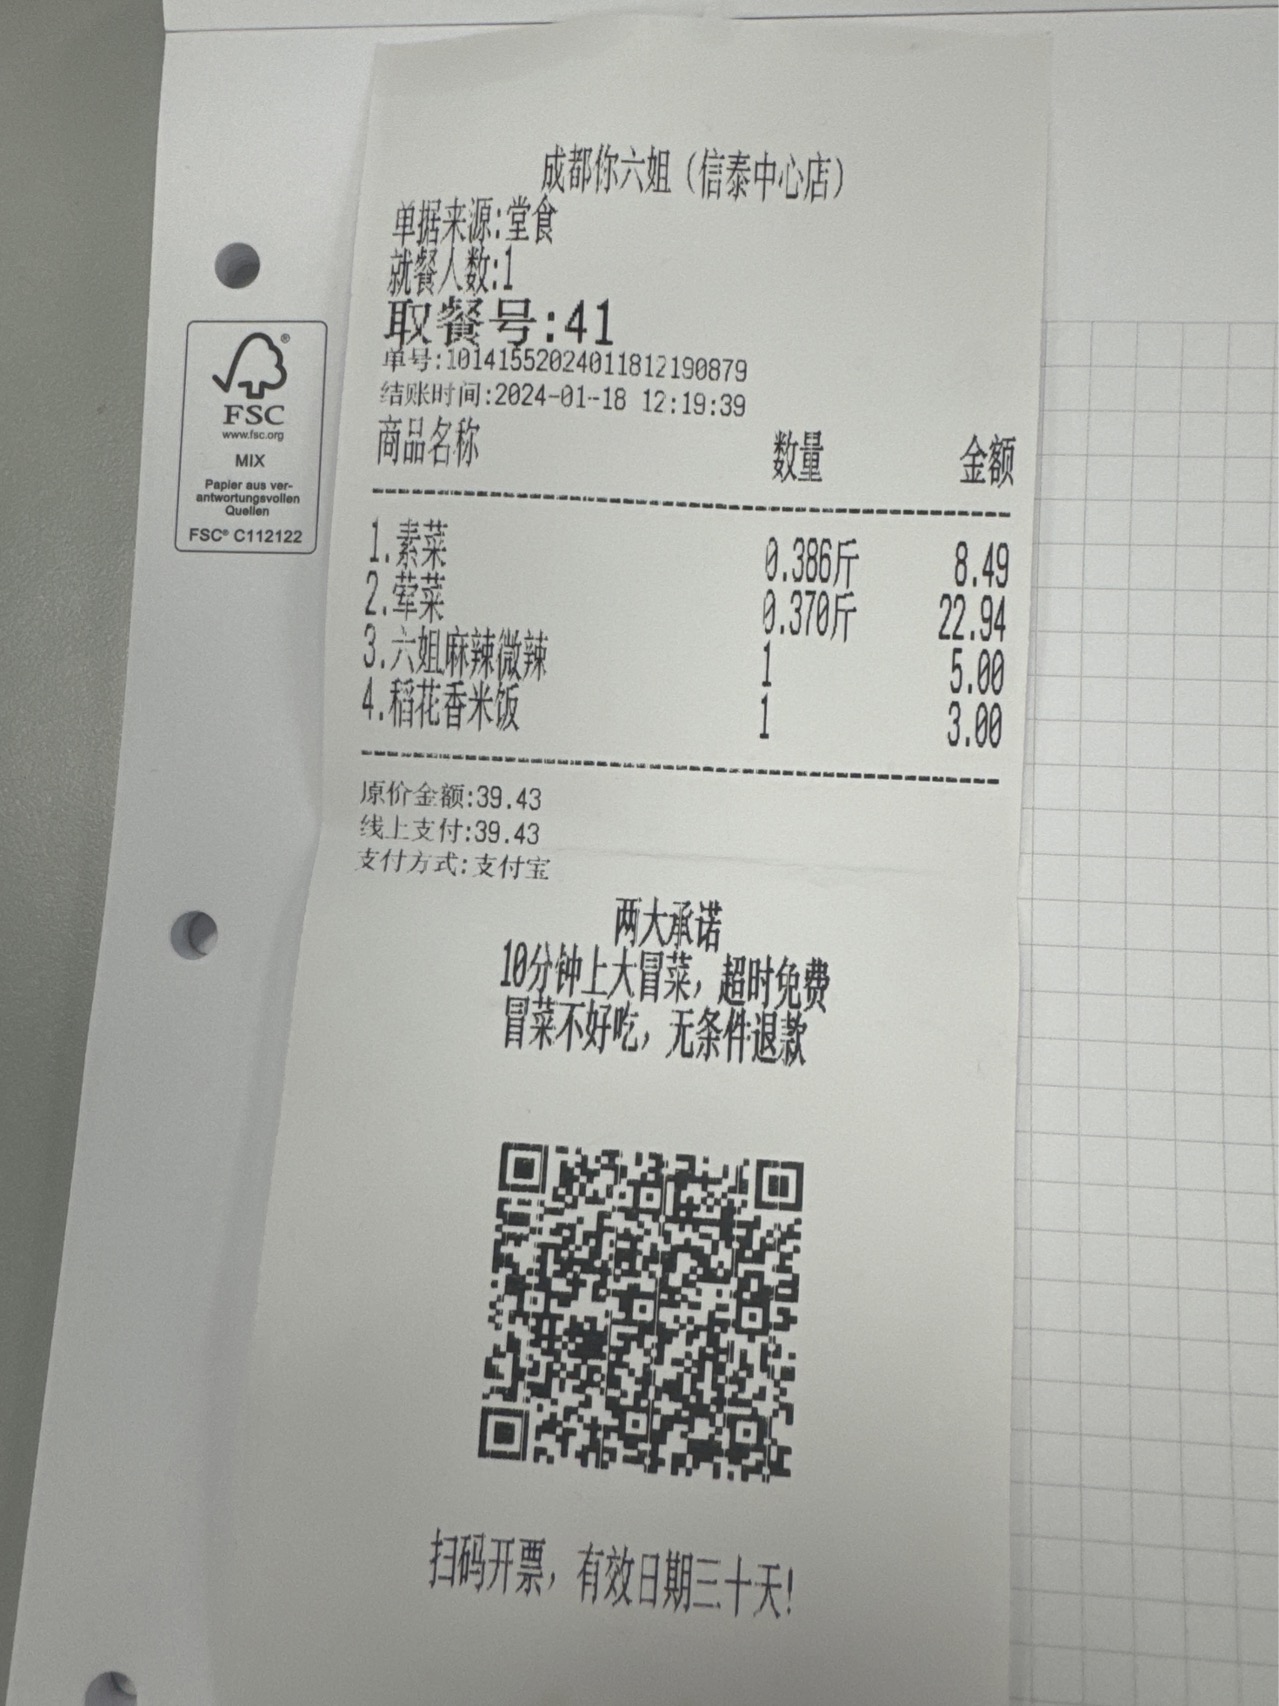 成都你六姐（信泰中心店）
单据来源:堂食
就餐人数:1
取餐号:41
单号:10141552024011812190879
结账时间:2024-01-18 12:19:39
商品名称 数量 金额
1.素菜 0.386斤 8.49
2.荤菜 0.370斤 22.94
3.六姐麻辣微辣 1 5.00
4.稻花香米饭 1 3.00
原价金额:39.43
线上支付:39.43
支付方式:支付宝
两大承诺
10分钟上大冒菜，超时免费
冒菜不好吃，无条件退款
扫码开票，有效日期三十天!
®
FSC
www.fsc.org
MIX
Papier aus ver-
antwortungsvollen
Quellen
FSC® C112122